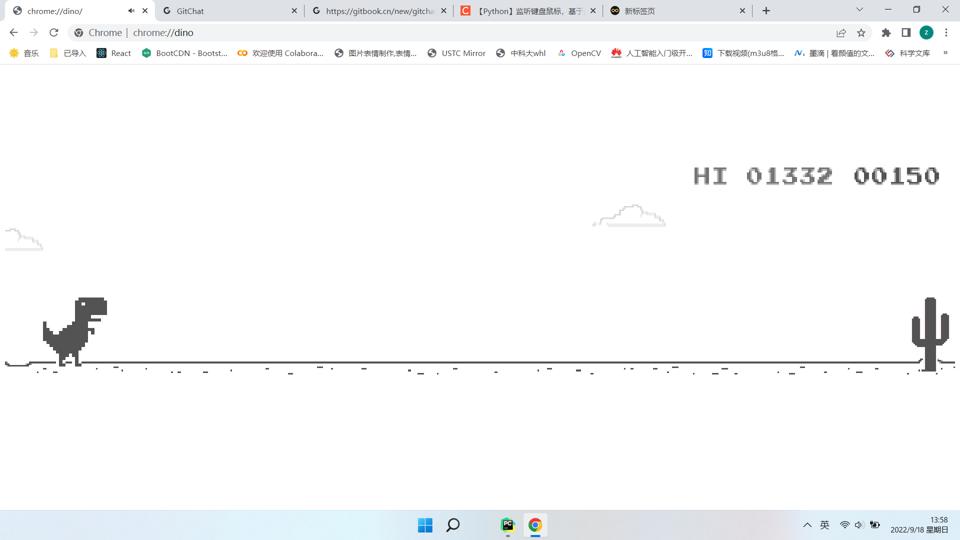 chrome://dino/
GitChat
https://gitbook.cn/new/gitcha
【Python】监听键盘鼠标，基于
新标签页
Chrome | chrome://dino
音乐
已导入
React
BootCDN - Bootst...
欢迎使用 Colabora...
图片表情制作,表情...
USTC Mirror
中科大whl
OpenCV
人工智能入门极开...
下载视频(m3u8格...
墨滴 | 看颜值的文...
科学文库
HI 01332 00150
英
13:58
2022/9/18 星期日